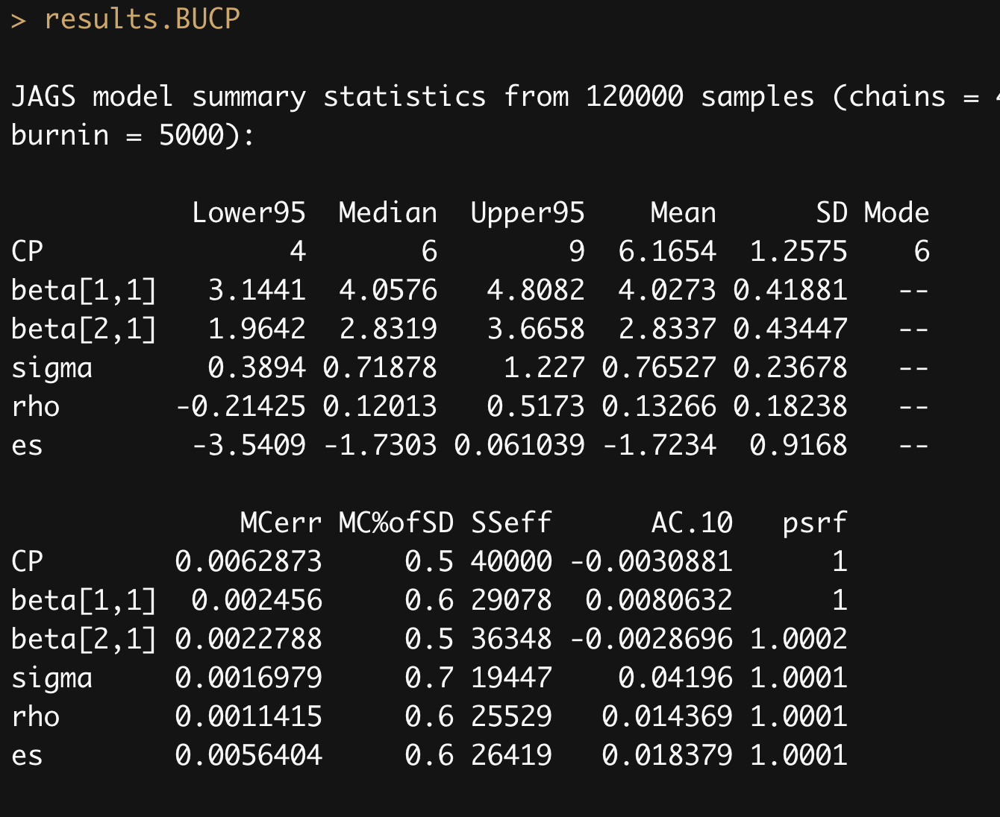 > results.BUCP
JAGS model summary statistics from 120000 samples (chains =
burnin = 5000):
Lower95 Median Upper95 Mean SD Mode
CP 4 6 9 6.1654 1.2575 6
beta[1,1] 3.1441 4.0576 4.8082 4.0273 0.41881 --
beta[2,1] 1.9642 2.8319 3.6658 2.8337 0.43447 --
sigma 0.3894 0.71878 1.227 0.76527 0.23678 --
rho -0.21425 0.12013 0.5173 0.13266 0.18238 --
es -3.5409 -1.7303 0.061039 -1.7234 0.9168 --
MCerr MC%ofSD SSeff AC.10 psrf
CP 0.0062873 0.5 40000 -0.0030881 1
beta[1,1] 0.002456 0.6 29078 0.0080632 1
beta[2,1] 0.0022788 0.5 36348 -0.0028696 1.0002
sigma 0.0016979 0.7 19447 0.04196 1.0001
rho 0.0011415 0.6 25529 0.014369 1.0001
es 0.0056404 0.6 26419 0.018379 1.0001